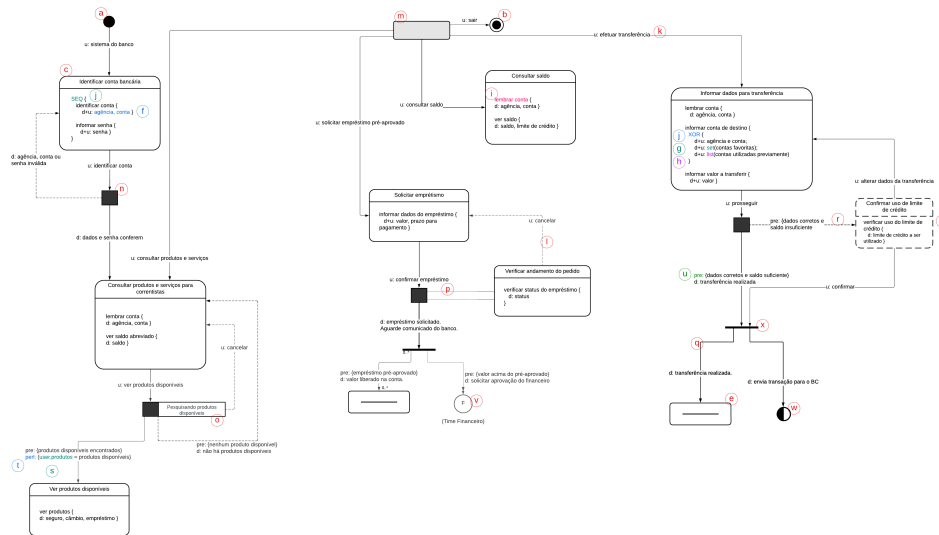 a
u: sistema do banco
c
Identificar conta bancária
SEQ {
j
identificar conta {
d+u: agência, conta }
f
informar senha {
d+u: senha }
}
d: agência, conta ou
senha inválida
u: identifica conta
n
d: dados e senha conferem
u: consultar produtos e serviços
Consultar produtos e serviços para
correntistas
lembrar conta {
d: agência, conta }
ver saldo abreviado {
d: saldo }
u: cancelar
u: ver produtos disponíveis
Pesquisando produtos
disponíveis
o
pre: {nenhum produto disponível}
d: não há produtos disponíveis
pre: {produtos disponíveis encontrados}
perl: {user.produtos = produtos disponíveis}
t
s
Ver produtos disponíveis
ver produtos {
d: seguro, câmbio, empréstimo }
m
u: sair
b
u: efetuar transferência
k
u: consultar saldo
u: solicitar empréstimo pré-aprovado
Consultar saldo
i
lembrar conta {
d: agência, conta }
ver saldo {
d: saldo, limite de crédito }
Solicitar empréstimo
informar dados do empréstimo {
d+u: valor, prazo para
pagamento }
u: cancelar
l
u: confirmar empréstimo
p
Verificar andamento do pedido
verificar status do empréstimo {
d: status
}
d: empréstimo solicitado.
Aguarde comunicado do banco.
pre: {empréstimo pré-aprovado}
d: valor liberado na conta.
pre: {valor acima do pré-aprovado}
d: solicitar aprovação do financeiro
F
v
(Time Financeiro)
Informar dados para transferência
lembrar conta {
d: agência, conta }
informar conta de destino {
j
XOR {
d+u: agência e conta;
g
d+u: set(contas favoritas);
d+u: list(contas utilizadas previamente)
h
}
informar valor a transferir {
d+u: valor }
u: prosseguir
u: alterar dados da transferência
pre: {dados corretos e
saldo insuficiente
r
Confirmar uso de limite
de crédito
verificar uso do limite de
crédito {
d: limite de crédito a ser
utilizado }
u
pre: {dados corretos e saldo suficiente}
d: transferência realizada
u: confirmar
x
q
d: transferência realizada.
d: envia transação para o BC
e
w